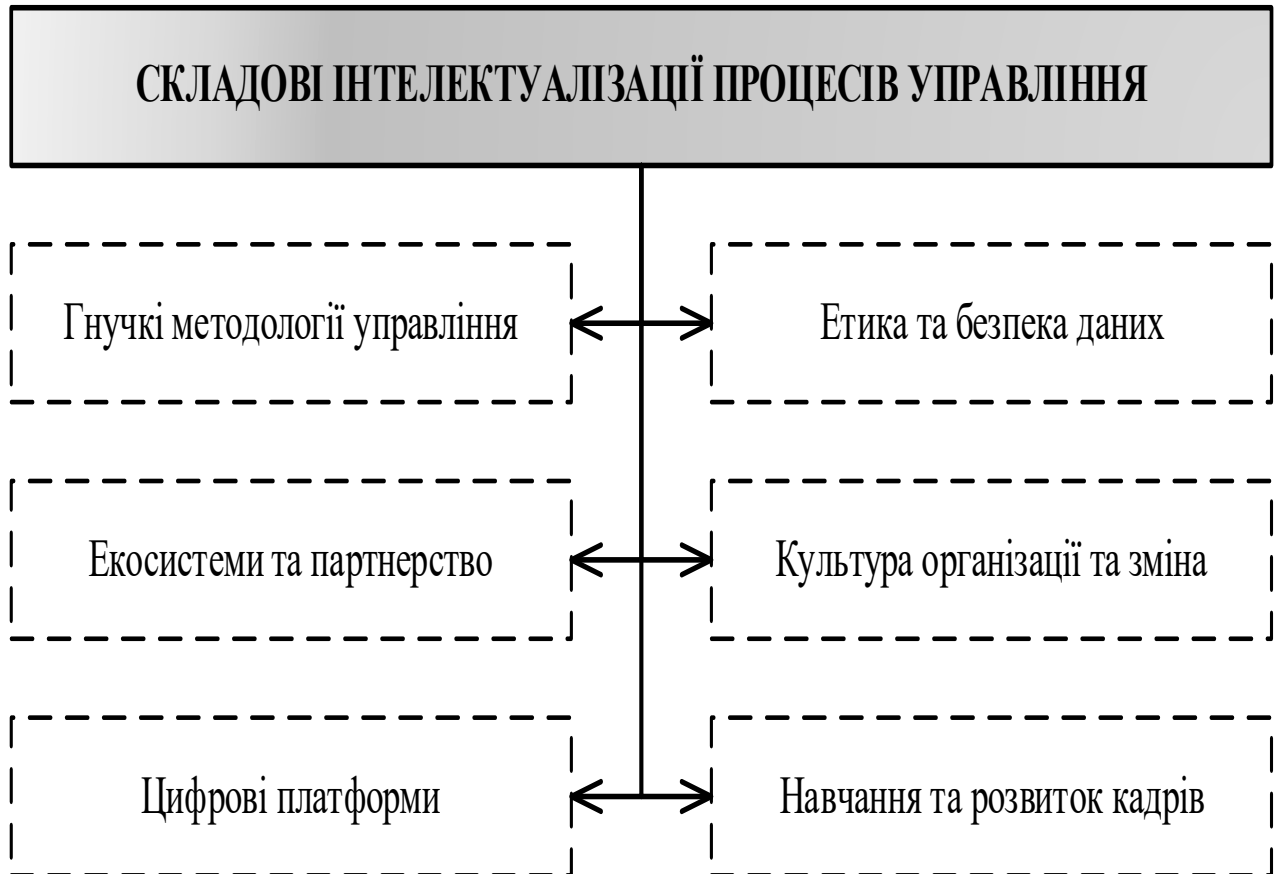 СКЛАДОВІ ІНТЕЛЕКТУАЛІЗАЦІЇ ПРОЦЕСІВ УПРАВЛІННЯ
Гнучкі методології управління
Етика та безпека даних
Екосистеми та партнерство
Культура організації та зміна
Цифрові платформи
Навчання та розвиток кадрів